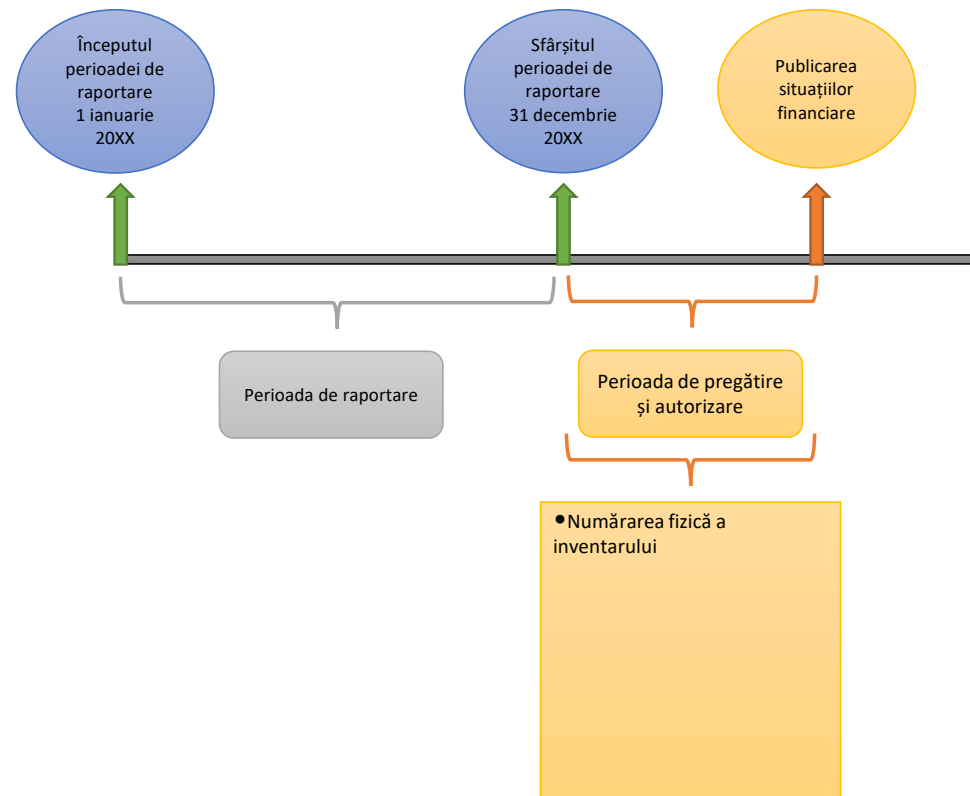 Începutul
perioadei de
raportare
1 ianuarie
20XX
Sfârșitul
perioadei de
raportare
31 decembrie
20XX
Publicarea
situațiilor
financiare
Perioada de raportare
Perioada de pregătire
și autorizare
•Numărarea fizică a
inventarului